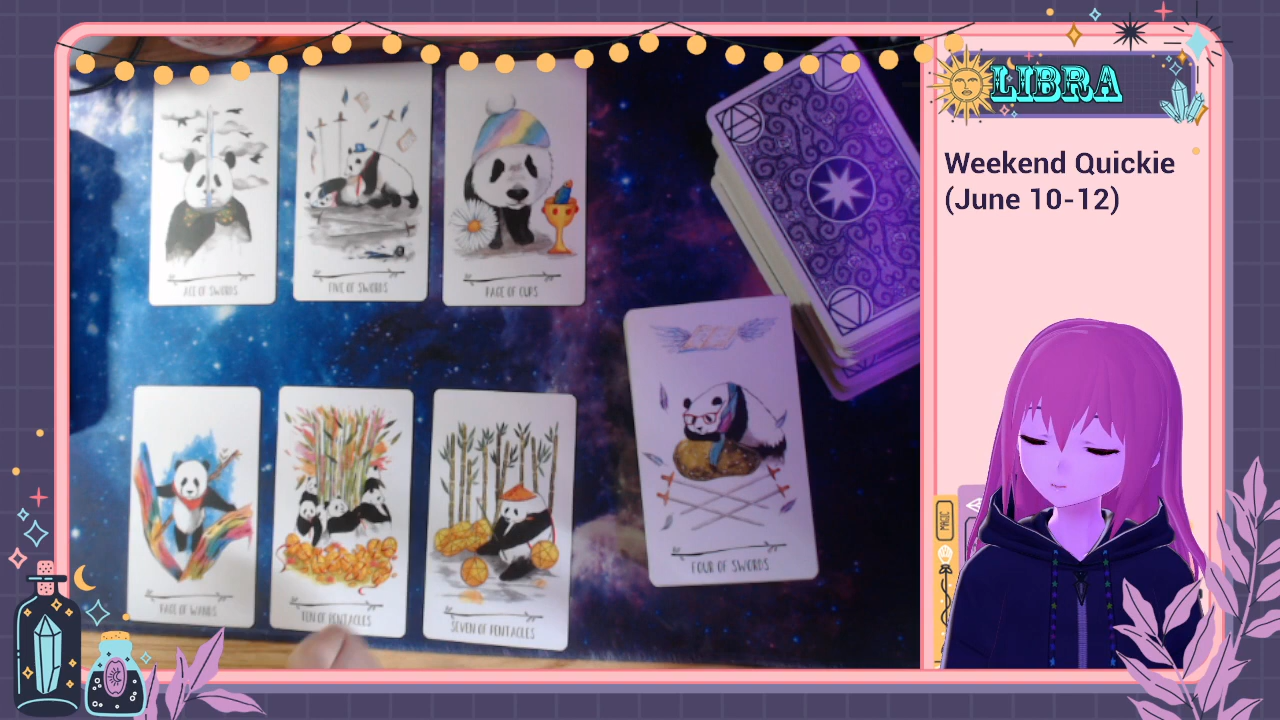 LIBRA
Weekend Quickie
(June 10-12)
ACE OF SWORDS
FIVE OF SWORDS
PAGE OF CUPS
PAGE OF WANDS
TEN OF PENTACLES
SEVEN OF PENTACLES
FOUR OF SWORDS
MAGIC